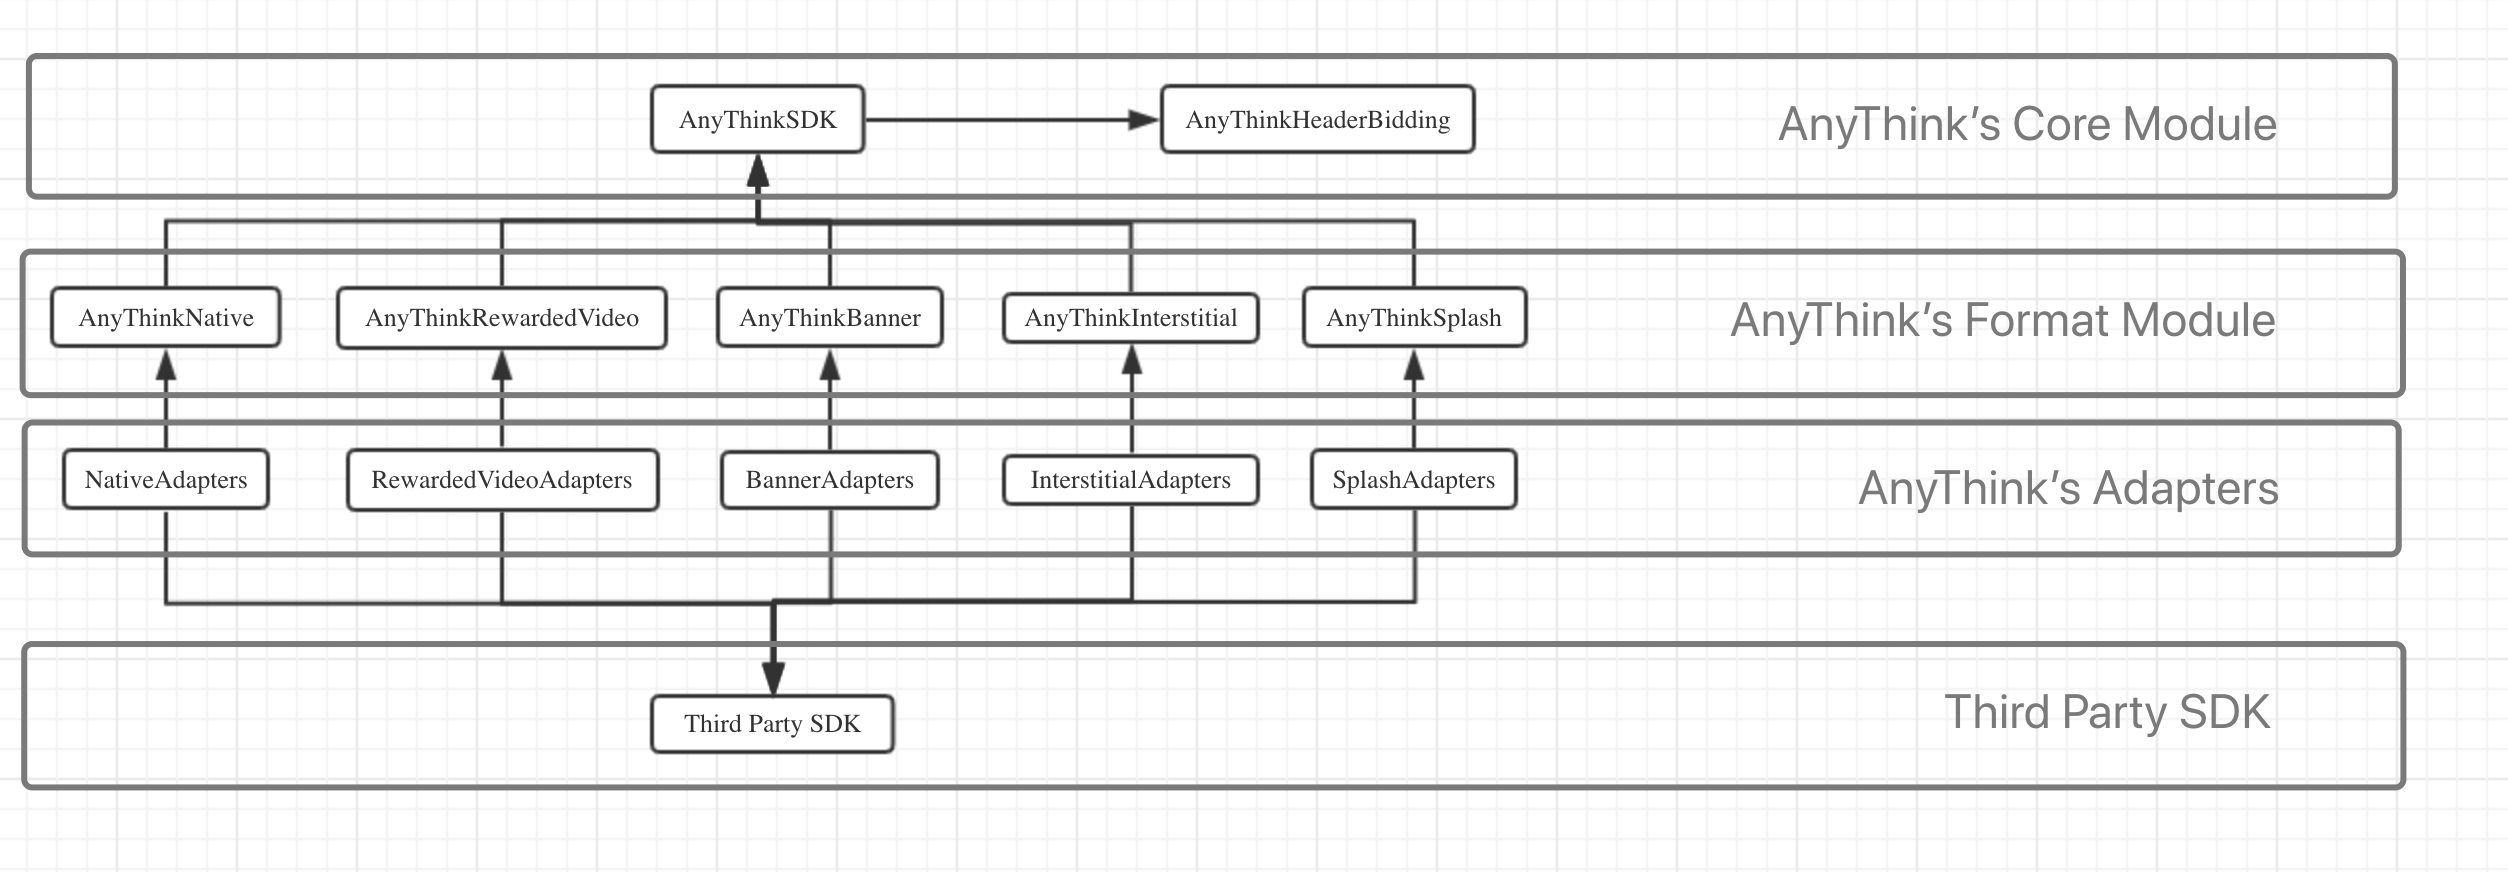 AnyThinkSDK
AnyThinkHeaderBidding
AnyThink’s Core Module
AnyThinkNative
AnyThinkRewardedVideo
AnyThinkBanner
AnyThinkInterstitial
AnyThinkSplash
AnyThink’s Format Module
NativeAdapters
RewardedVideoAdapters
BannerAdapters
InterstitialAdapters
SplashAdapters
AnyThink’s Adapters
Third Party SDK
Third Party SDK